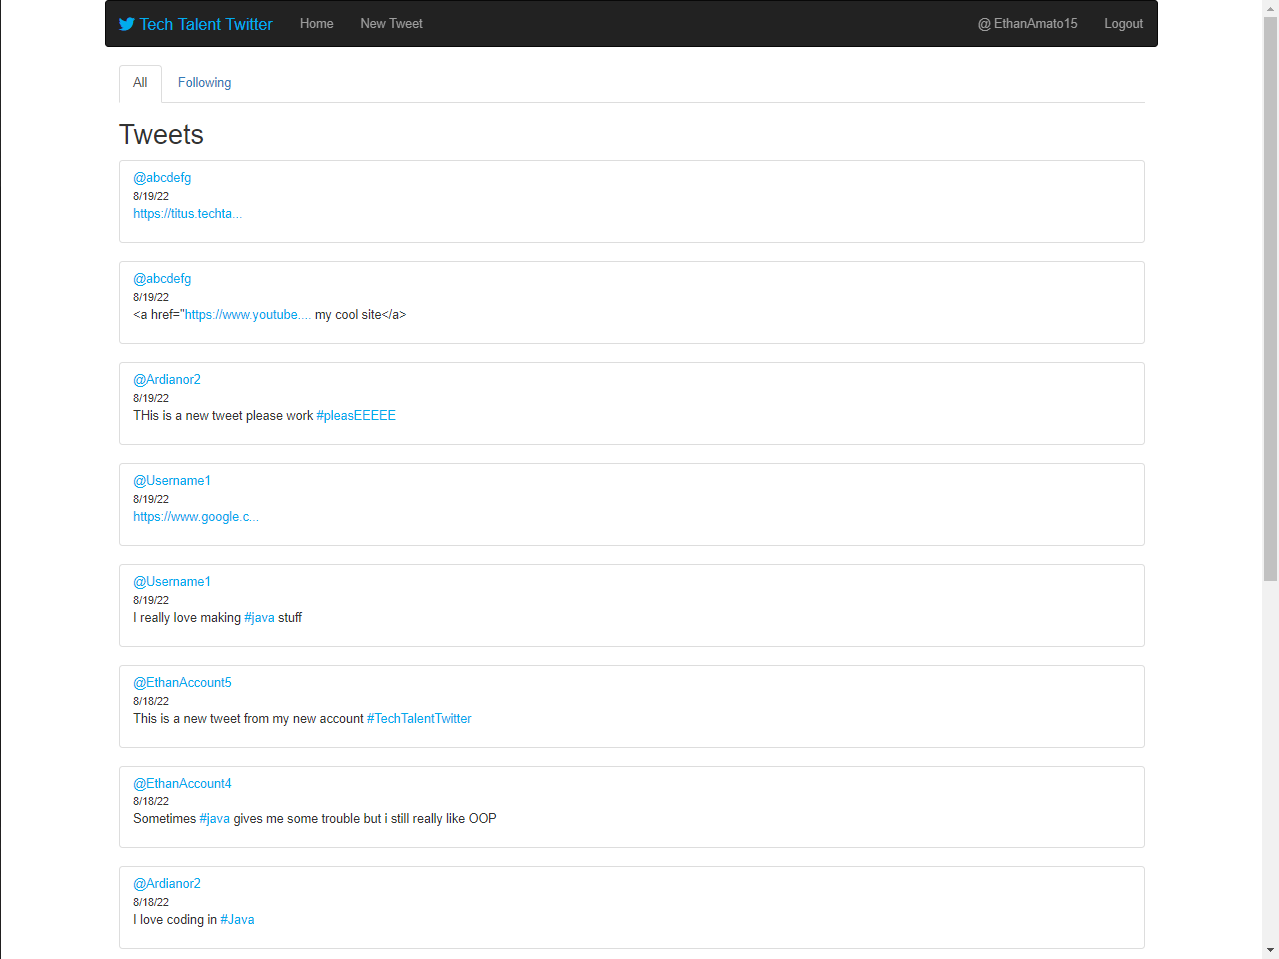 Tech Talent Twitter Home New Tweet @ EthanAmato15 Logout
All Following
Tweets
@abcdefg
8/19/22
https://titus.techta...
@abcdefg
8/19/22
<a href="https://www.youtube.... my cool site</a>
@Ardianor2
8/19/22
THis is a new tweet please work #pleasEEEEE
@Username1
8/19/22
https://www.google.c...
@Username1
8/19/22
I really love making #java stuff
@EthanAccount5
8/18/22
This is a new tweet from my new account #TechTalentTwitter
@EthanAccount4
8/18/22
Sometimes #java gives me some trouble but i still really like OOP
@Ardianor2
8/18/22
I love coding in #Java